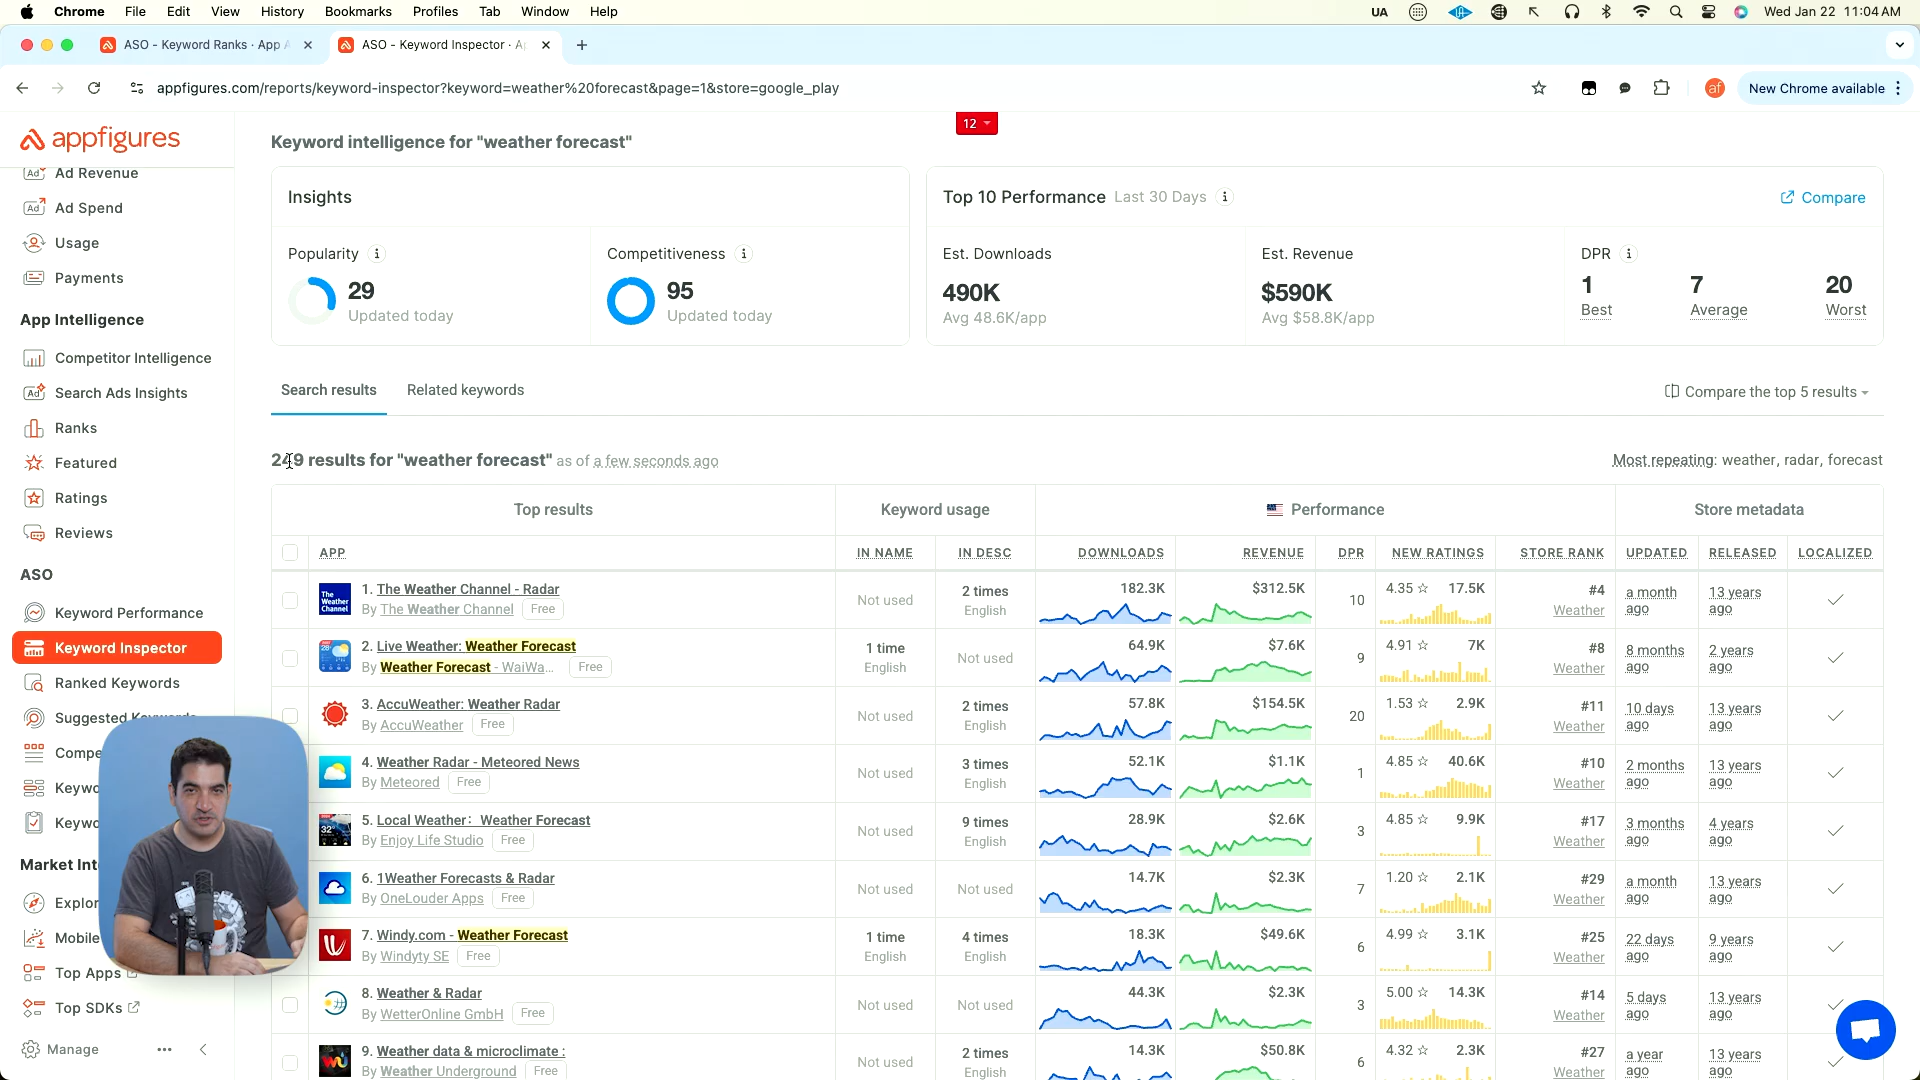 Chrome File Edit View History Bookmarks Profiles Tab Window Help
UA Wed Jan 22 11:04 AM
ASO - Keyword Ranks · App A
ASO - Keyword Inspector · A
appfigures.com/reports/keyword-inspector?keyword=weather%20forecast&page=1&store=google_play
af New Chrome available
appfigures
Ad Revenue
Ad Spend
Usage
Payments
App Intelligence
Competitor Intelligence
Search Ads Insights
Ranks
Featured
Ratings
Reviews
ASO
Keyword Performance
Keyword Inspector
Ranked Keywords
Suggested Keywords
Compe
Keywo
Keywo
Market Int
Explor
Mobile
Top Apps
Top SDKs
Manage
12
Keyword intelligence for "weather forecast"
Insights
Popularity
29
Updated today
Competitiveness
95
Updated today
Top 10 Performance Last 30 Days
Compare
Est. Downloads
490K
Avg 48.6K/app
Est. Revenue
$590K
Avg $58.8K/app
DPR
1 7 20
Best Average Worst
Search results Related keywords
Compare the top 5 results
249 results for "weather forecast" as of a few seconds ago
Most repeating: weather, radar, forecast
Top results Keyword usage Performance Store metadata
APP IN NAME IN DESC DOWNLOADS REVENUE DPR NEW RATINGS STORE RANK UPDATED RELEASED LOCALIZED
The Weather Channel
1. The Weather Channel - Radar
By The Weather Channel Free
Not used
2 times
English
182.3K $312.5K 10 4.35 ☆ 17.5K
#4
Weather
a month ago
13 years ago
28°
2. Live Weather: Weather Forecast
By Weather Forecast - WaiWa... Free
1 time
English
Not used
64.9K $7.6K 9 4.91 ☆ 7K
#8
Weather
8 months ago
2 years ago
3. AccuWeather: Weather Radar
By AccuWeather Free
Not used
2 times
English
57.8K $154.5K 20 1.53 ☆ 2.9K
#11
Weather
10 days ago
13 years ago
4. Weather Radar - Meteored News
By Meteored Free
Not used
3 times
English
52.1K $1.1K 1 4.85 ☆ 40.6K
#10
Weather
2 months ago
13 years ago
32°
5. Local Weather： Weather Forecast
By Enjoy Life Studio Free
Not used
9 times
English
28.9K $2.6K 3 4.85 ☆ 9.9K
#17
Weather
3 months ago
4 years ago
6. 1Weather Forecasts & Radar
By OneLouder Apps Free
Not used
Not used
14.7K $2.3K 7 1.20 ☆ 2.1K
#29
Weather
a month ago
13 years ago
7. Windy.com - Weather Forecast
By Windyty SE Free
1 time
English
4 times
English
18.3K $49.6K 6 4.99 ☆ 3.1K
#25
Weather
22 days ago
9 years ago
8. Weather & Radar
By WetterOnline GmbH Free
Not used
Not used
44.3K $2.3K 3 5.00 ☆ 14.3K
#14
Weather
5 days ago
13 years ago
9. Weather data & microclimate :
By Weather Underground Free
Not used
2 times
English
14.3K $50.8K 6 4.32 ☆ 2.3K
#27
Weather
a year ago
13 years ago